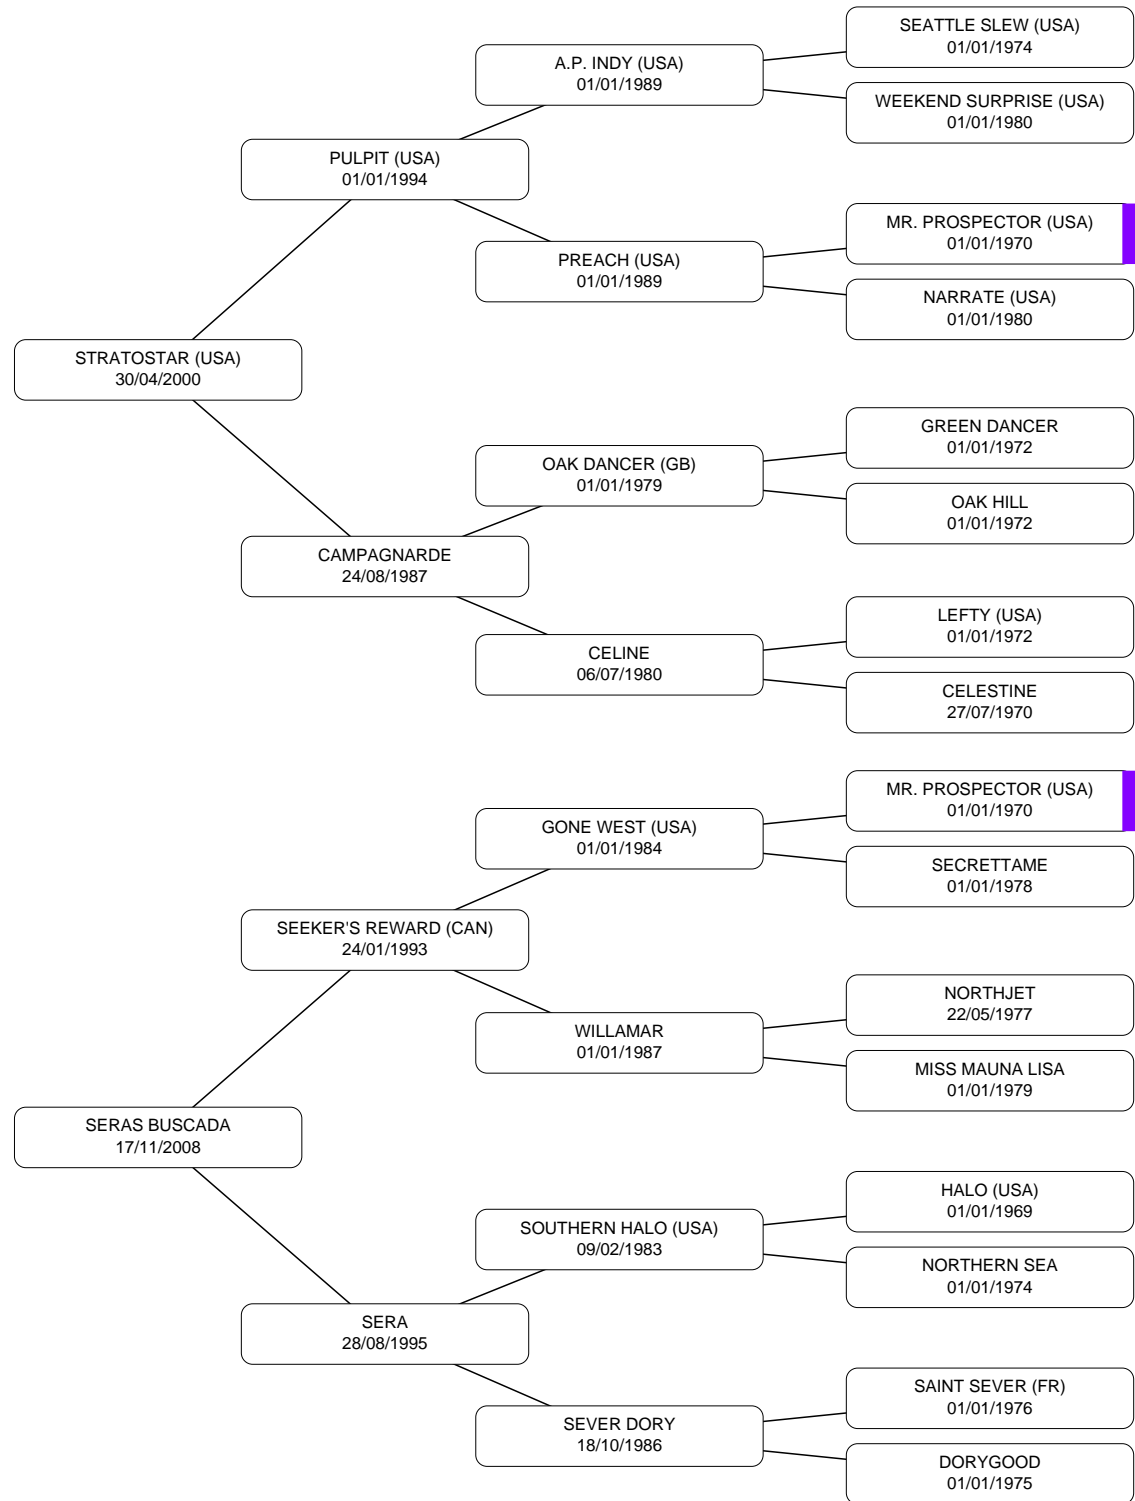 SEATTLE SLEW (USA)
01/01/1974
A.P. INDY (USA)
01/01/1989
WEEKEND SURPRISE (USA)
01/01/1980
PULPIT (USA)
01/01/1994
MR. PROSPECTOR (USA)
01/01/1970
PREACH (USA)
01/01/1989
NARRATE (USA)
01/01/1980
STRATOSTAR (USA)
30/04/2000
GREEN DANCER
01/01/1972
OAK DANCER (GB)
01/01/1979
OAK HILL
01/01/1972
CAMPAGNARDE
24/08/1987
LEFTY (USA)
01/01/1972
CELINE
06/07/1980
CELESTINE
27/07/1970
MR. PROSPECTOR (USA)
01/01/1970
GONE WEST (USA)
01/01/1984
SECRETTAME
01/01/1978
SEEKER'S REWARD (CAN)
24/01/1993
NORTHJET
22/05/1977
WILLAMAR
01/01/1987
MISS MAUNA LISA
01/01/1979
SERAS BUSCADA
17/11/2008
HALO (USA)
01/01/1969
SOUTHERN HALO (USA)
09/02/1983
NORTHERN SEA
01/01/1974
SERA
28/08/1995
SAINT SEVER (FR)
01/01/1976
SEVER DORY
18/10/1986
DORYGOOD
01/01/1975